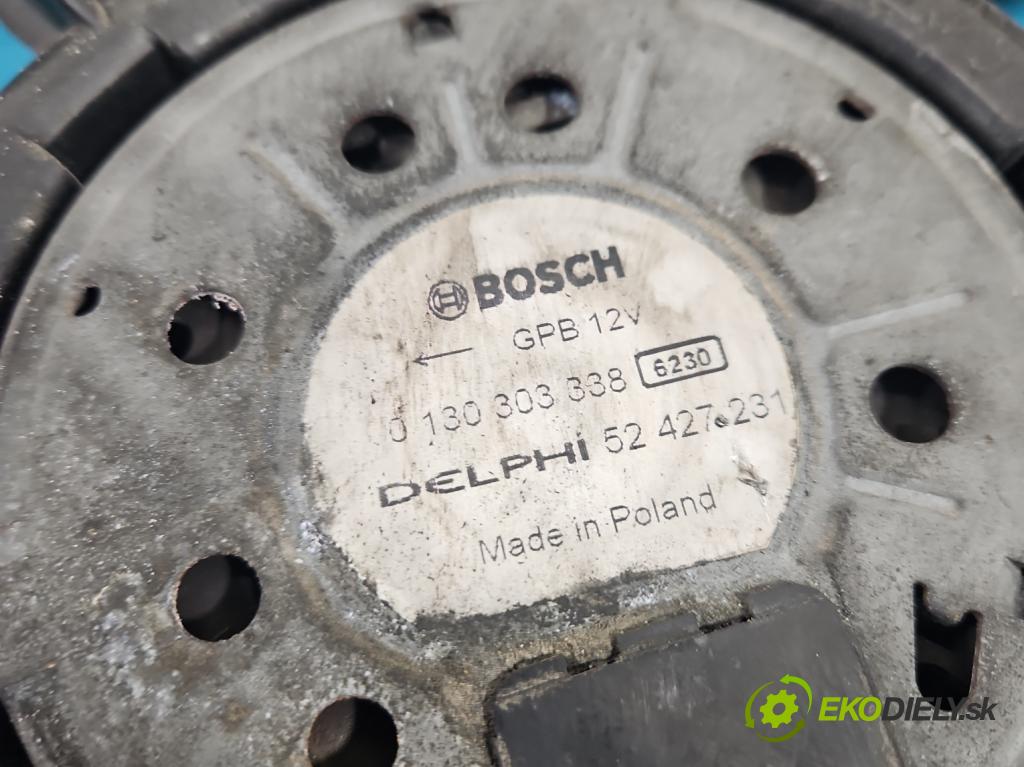 BOSCH
GPB 12V
0 130 303 338 6230
DELPHI 52 427 231
Made in Poland
EKODIELY.sk